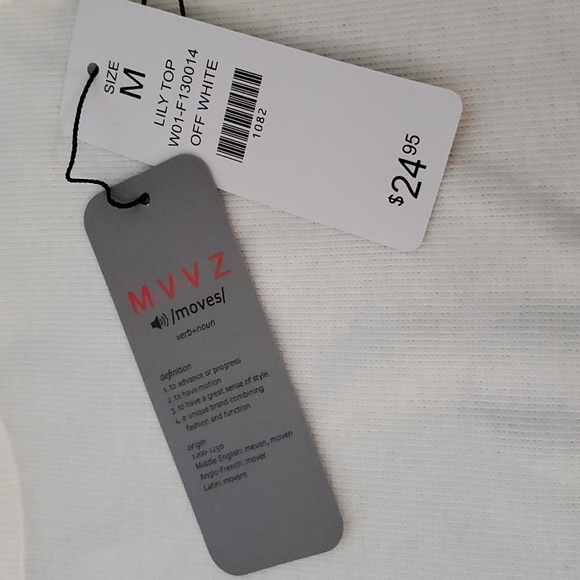 SIZE
M
LILY TOP
W01-F130014
OFF WHITE
1082
$24.95
MVVZ
/moves/
verb+noun
definition
1. to advance or progress
2. to have motion
3. to have a great sense of style
4. a unique brand combining
fashion and function
origin
1200-1250
Middle English: meven, moven
Anglo-French: mover
Latin: movere